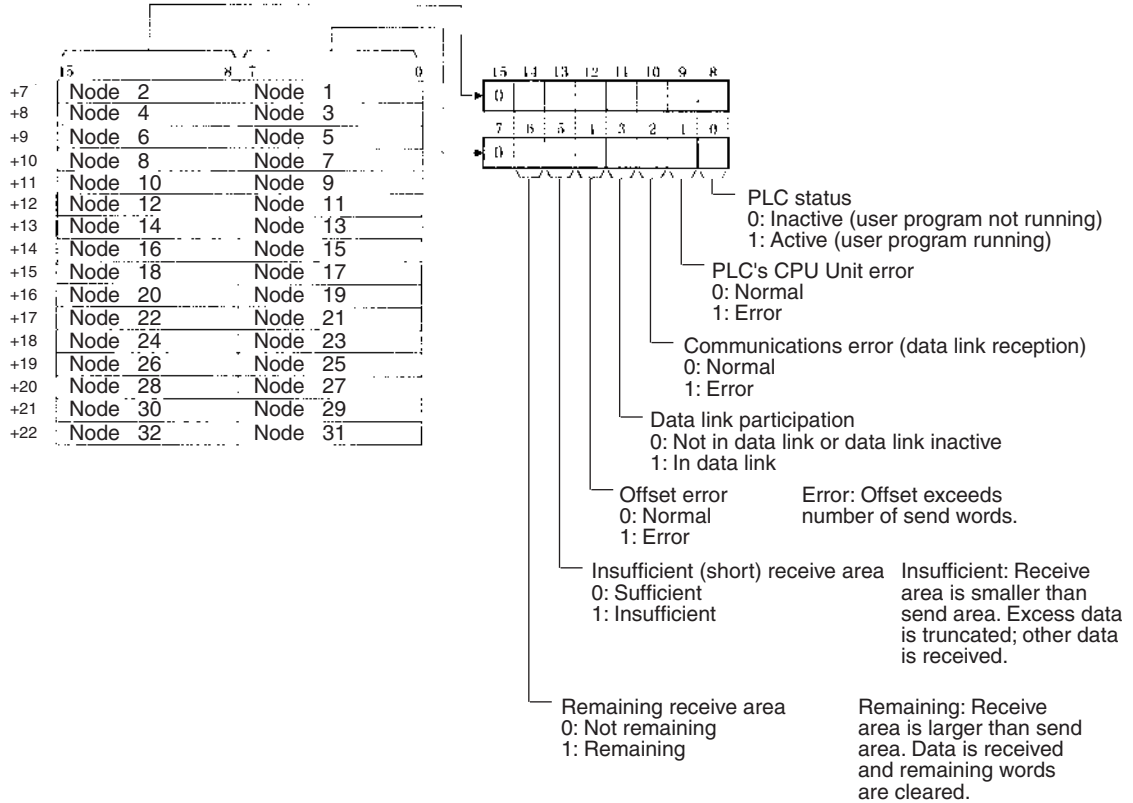 15 8 7 0
+7 Node 2 Node 1
+8 Node 4 Node 3
+9 Node 6 Node 5
+10 Node 8 Node 7
+11 Node 10 Node 9
+12 Node 12 Node 11
+13 Node 14 Node 13
+14 Node 16 Node 15
+15 Node 18 Node 17
+16 Node 20 Node 19
+17 Node 22 Node 21
+18 Node 24 Node 23
+19 Node 26 Node 25
+20 Node 28 Node 27
+21 Node 30 Node 29
+22 Node 32 Node 31
15 14 13 12 11 10 9 8
0
7 6 5 4 3 2 1 0
0
PLC status
0: Inactive (user program not running)
1: Active (user program running)
PLC's CPU Unit error
0: Normal
1: Error
Communications error (data link reception)
0: Normal
1: Error
Data link participation
0: Not in data link or data link inactive
1: In data link
Offset error
0: Normal
1: Error
Error: Offset exceeds
number of send words.
Insufficient (short) receive area
0: Sufficient
1: Insufficient
Insufficient: Receive
area is smaller than
send area. Excess data
is truncated; other data
is received.
Remaining receive area
0: Not remaining
1: Remaining
Remaining: Receive
area is larger than send
area. Data is received
and remaining words
are cleared.